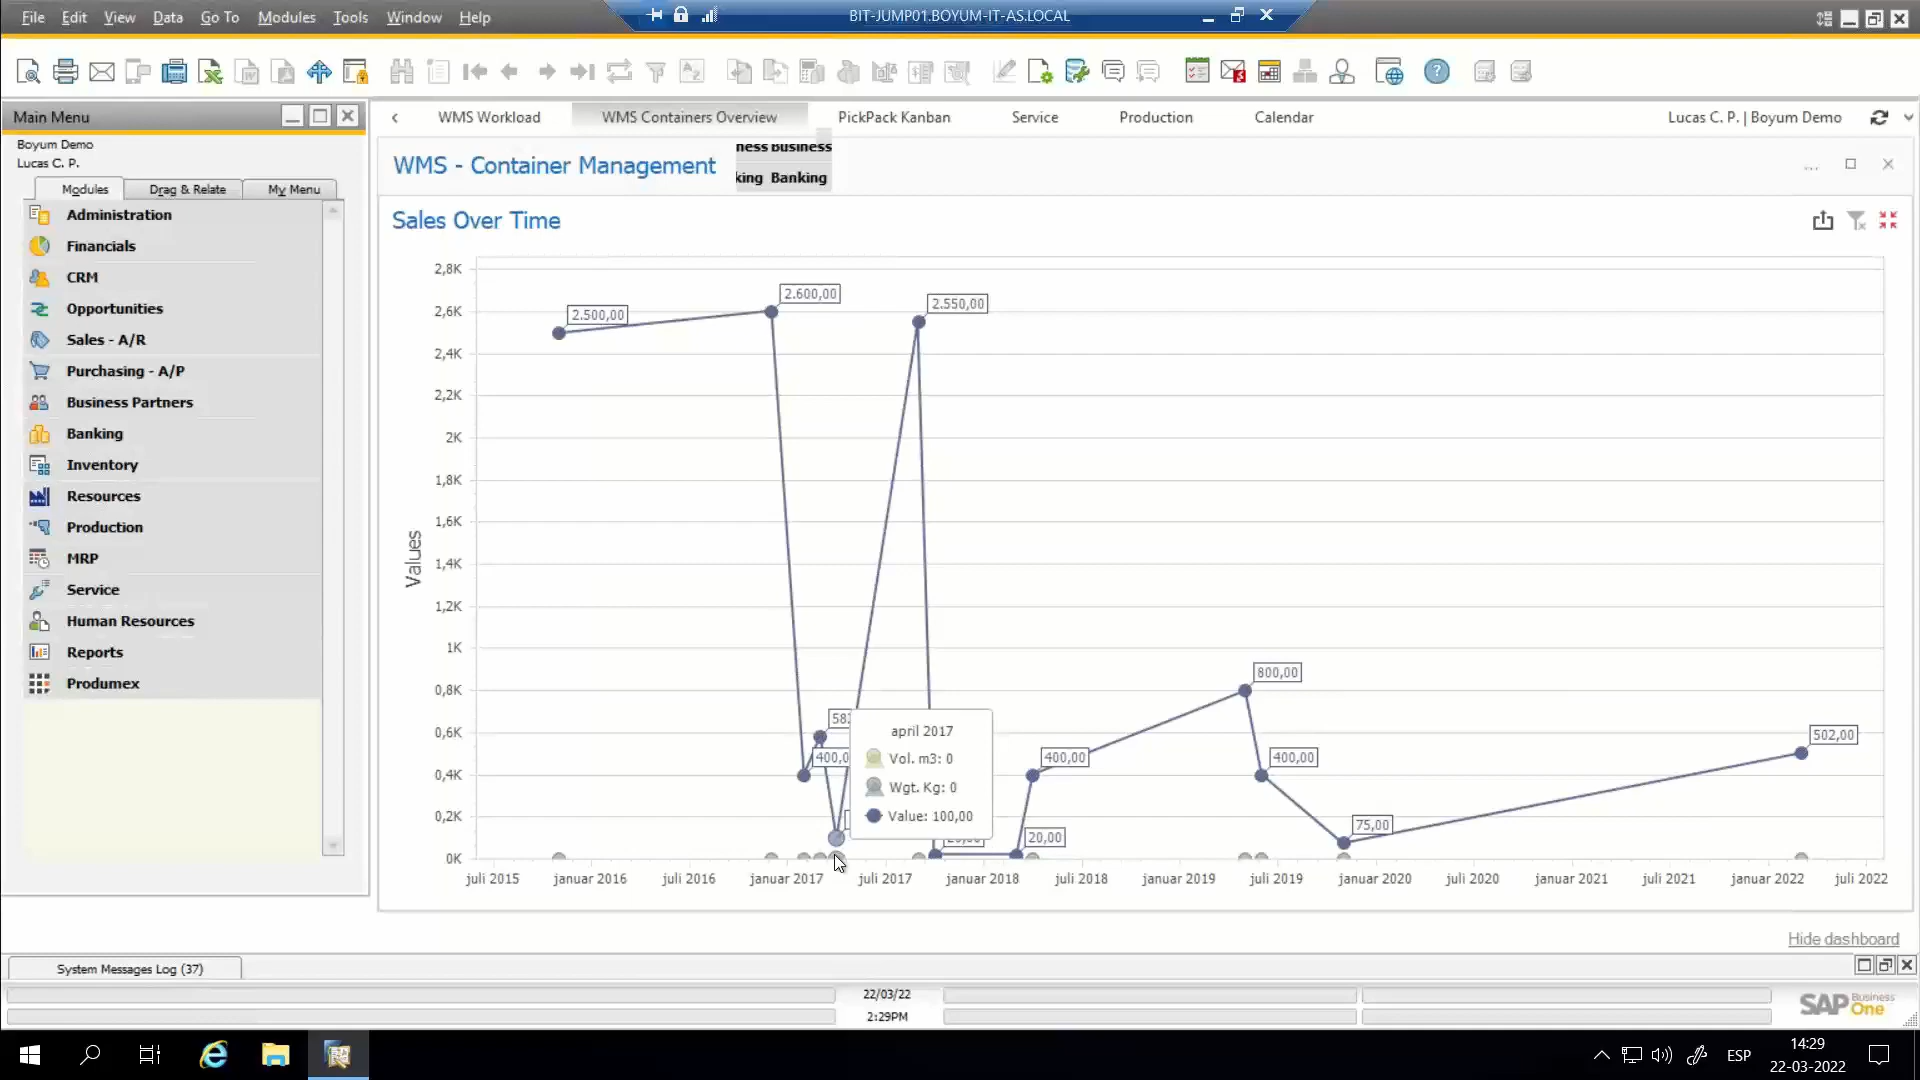 File Edit View Data Go To Modules Tools Window Help
BIT-JUMP01.BOYUM-IT-AS.LOCAL
Main Menu
Boyum Demo
Lucas C. P.
Modules Drag & Relate My Menu
Administration
Financials
CRM
Opportunities
Sales - A/R
Purchasing - A/P
Business Partners
Banking
Inventory
Resources
Production
MRP
Service
Human Resources
Reports
Produmex
WMS Workload WMS Containers Overview PickPack Kanban Service Production Calendar
Lucas C. P. | Boyum Demo
WMS - Container Management
ness Business
king Banking
...
Sales Over Time
Values
2,8K
2,6K
2,4K
2,2K
2K
1,8K
1,6K
1,4K
1,2K
1K
0,8K
0,6K
0,4K
0,2K
0K
2.500,00
2.600,00
2.550,00
400,0
20,00
400,00
800,00
400,00
75,00
502,00
april 2017
Vol. m3: 0
Wgt. Kg: 0
Value: 100,00
juli 2015 januar 2016 juli 2016 januar 2017 juli 2017 januar 2018 juli 2018 januar 2019 juli 2019 januar 2020 juli 2020 januar 2021 juli 2021 januar 2022 juli 2022
Hide dashboard
System Messages Log (37)
22/03/22
2:29PM
SAP Business One
ESP
14:29
22-03-2022